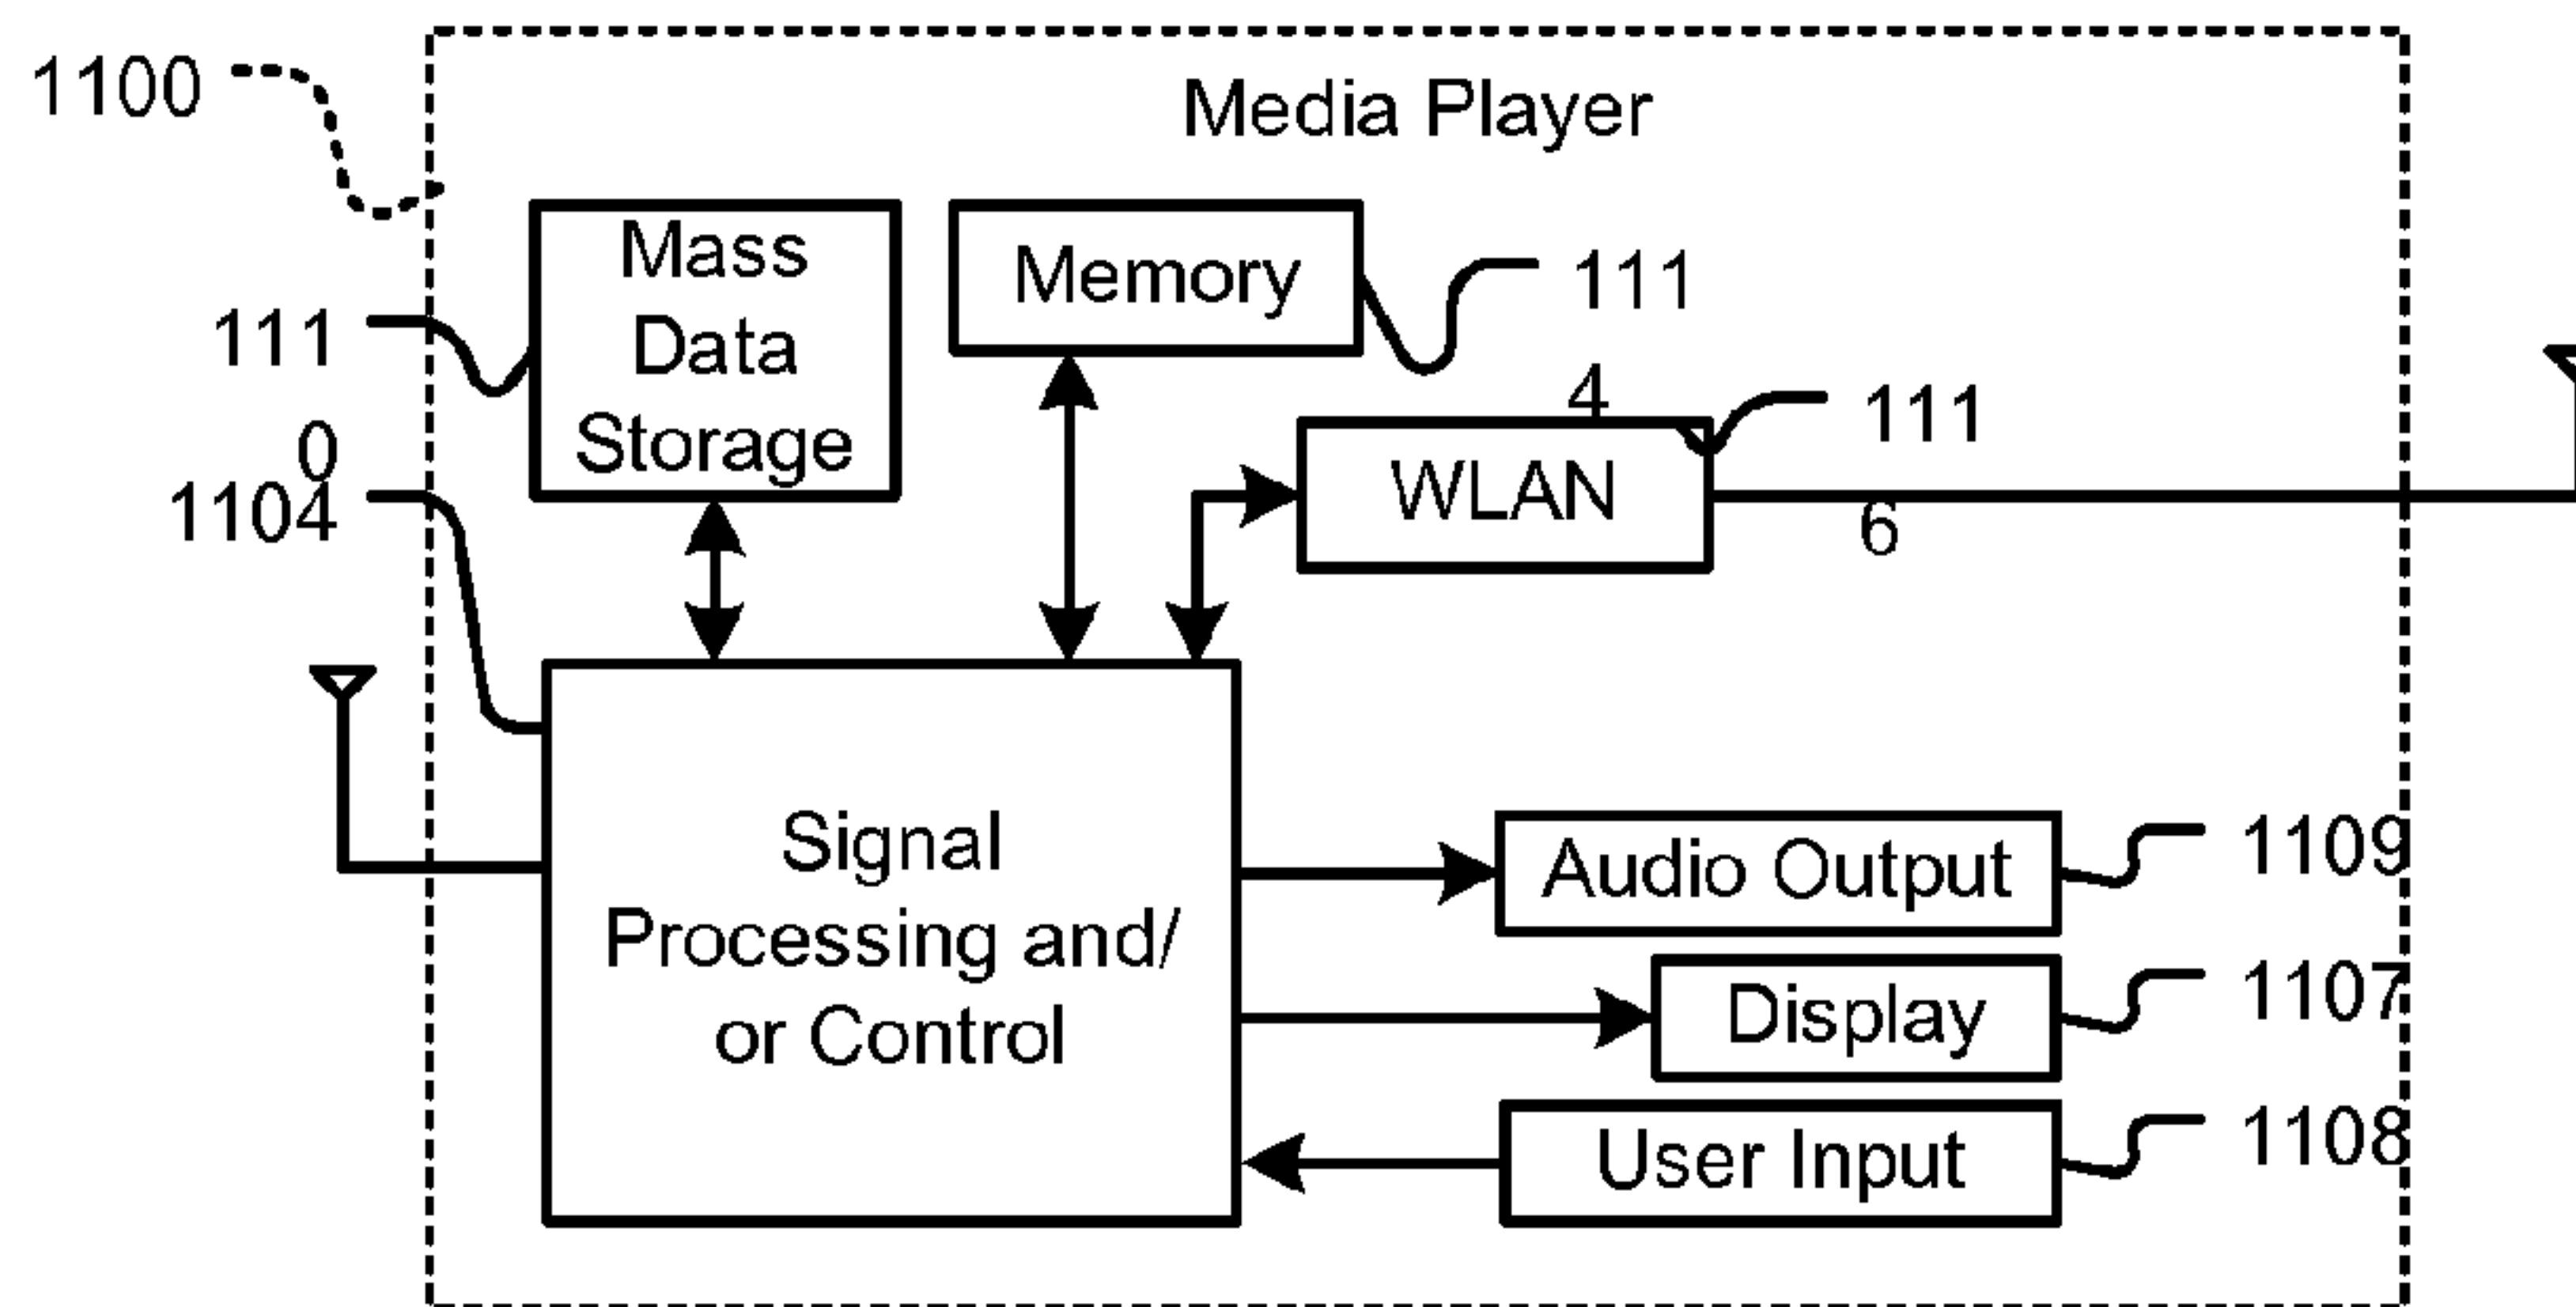 1100
Media Player
Mass
Data
Storage
Memory
111
4
111
0
1104
WLAN
111
6
Signal
Processing and/
or Control
Audio Output
1109
Display
1107
User Input
1108